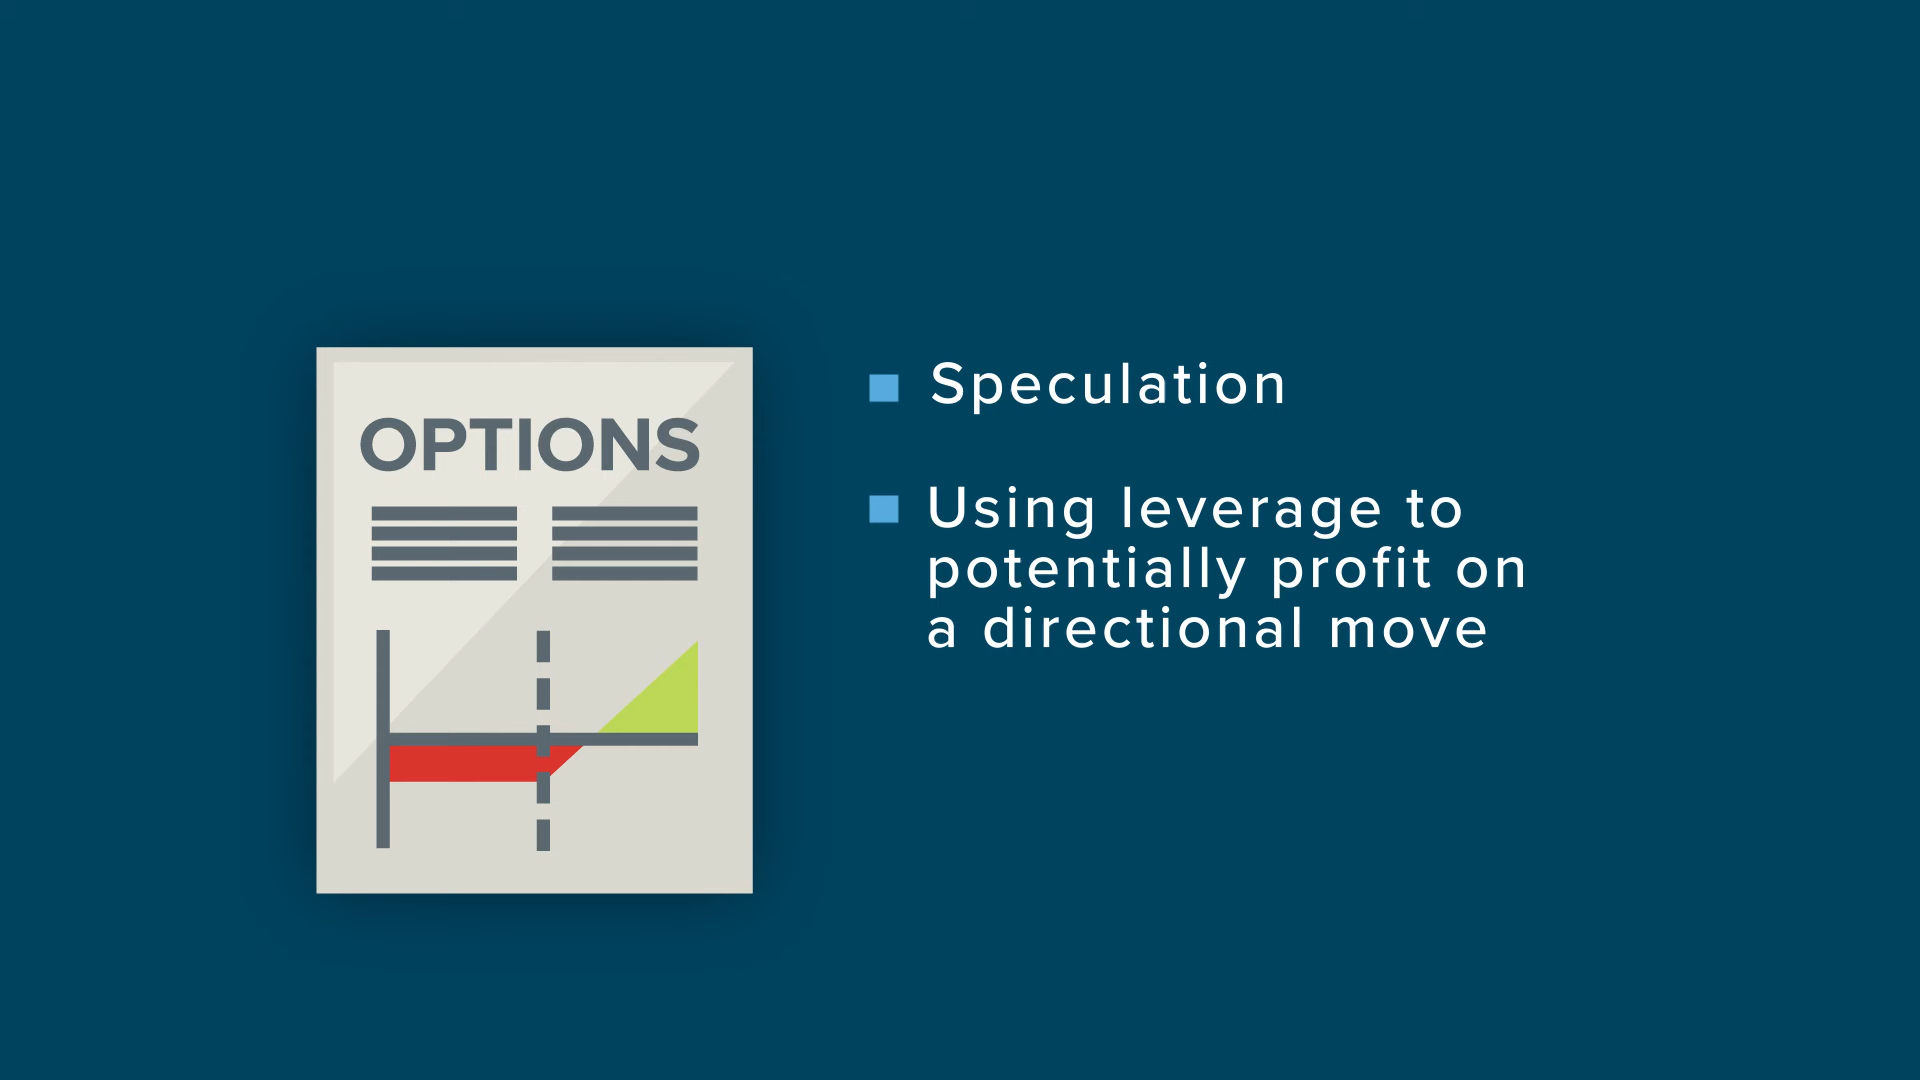 OPTIONS
Speculation
Using leverage to
potentially profit on
a directional move